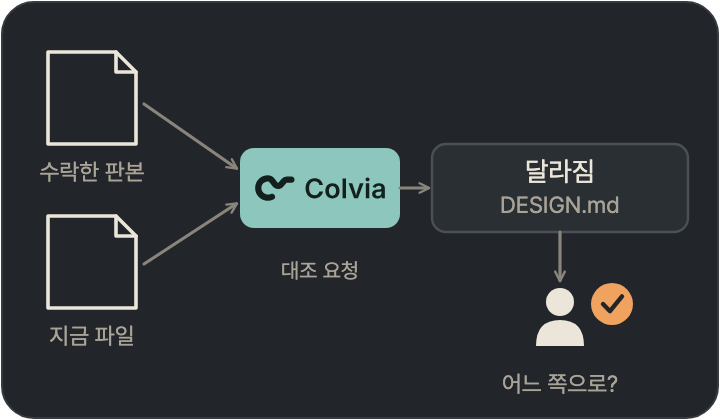 수락한 판본
지금 파일
Colvia
대조 요청
달라짐
DESIGN.md
어느 쪽으로?